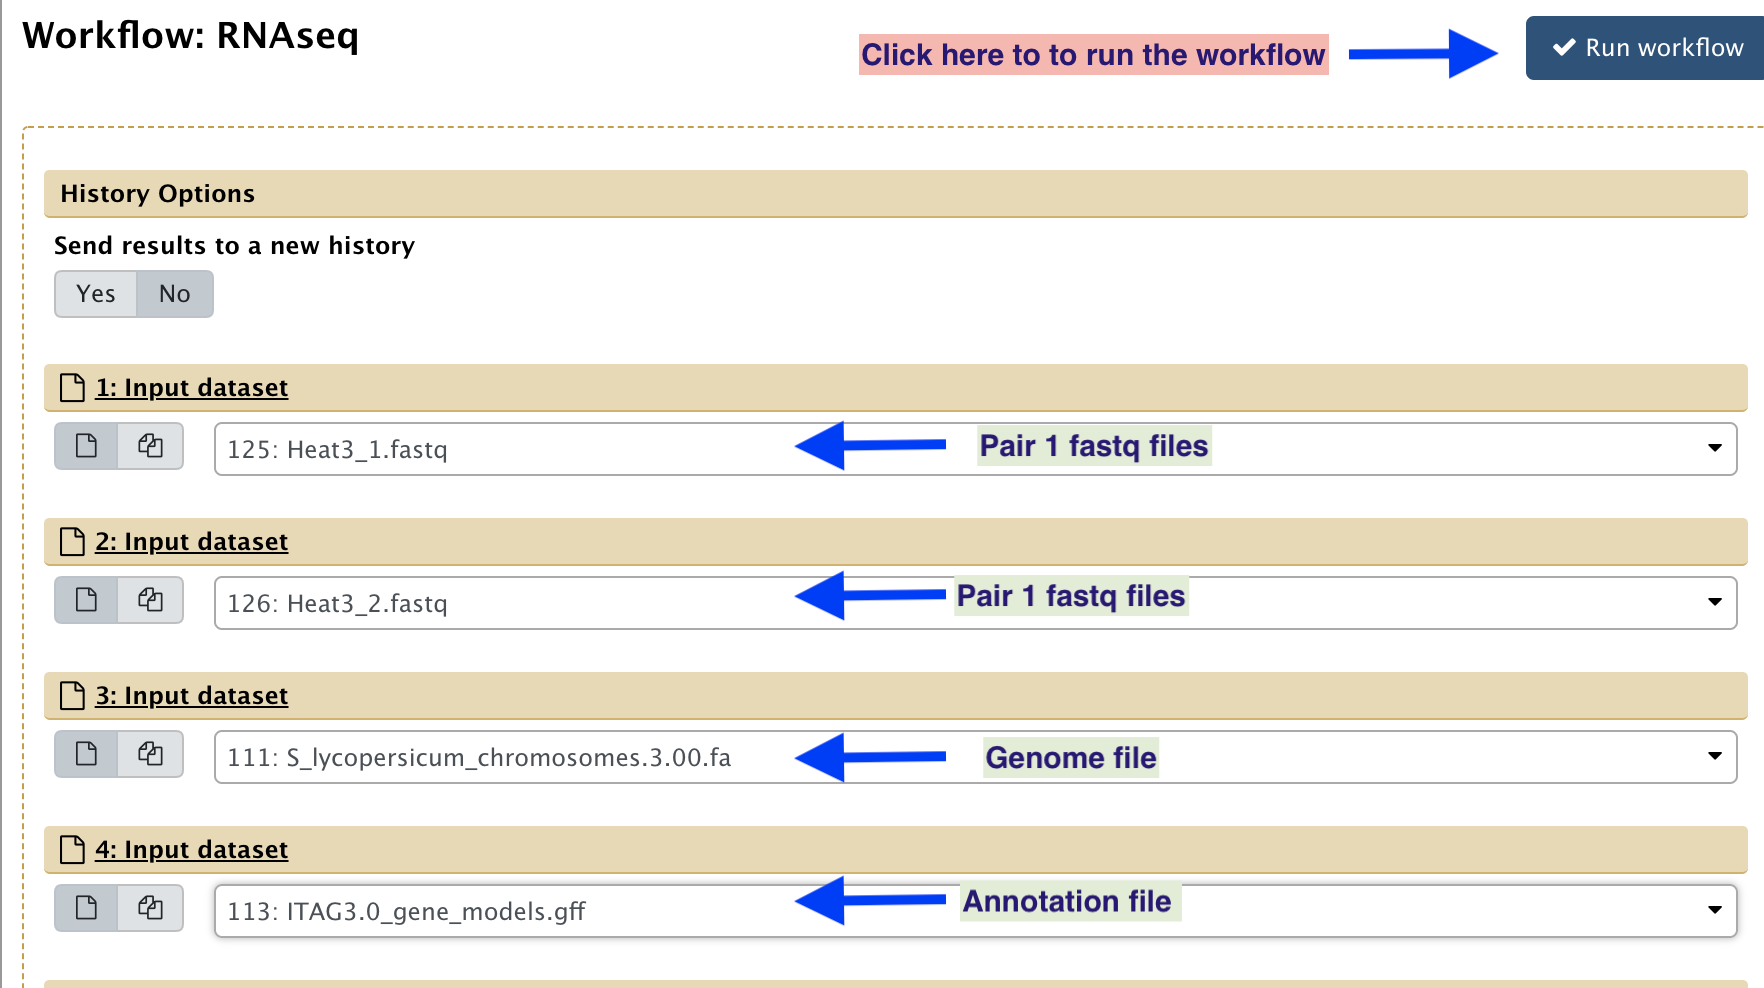 Workflow: RNAseq
Click here to to run the workflow
Run workflow
History Options
Send results to a new history
Yes No
1: Input dataset
125: Heat3_1.fastq
Pair 1 fastq files
2: Input dataset
126: Heat3_2.fastq
Pair 1 fastq files
3: Input dataset
111: S_lycopersicum_chromosomes.3.00.fa
Genome file
4: Input dataset
113: ITAG3.0_gene_models.gff
Annotation file